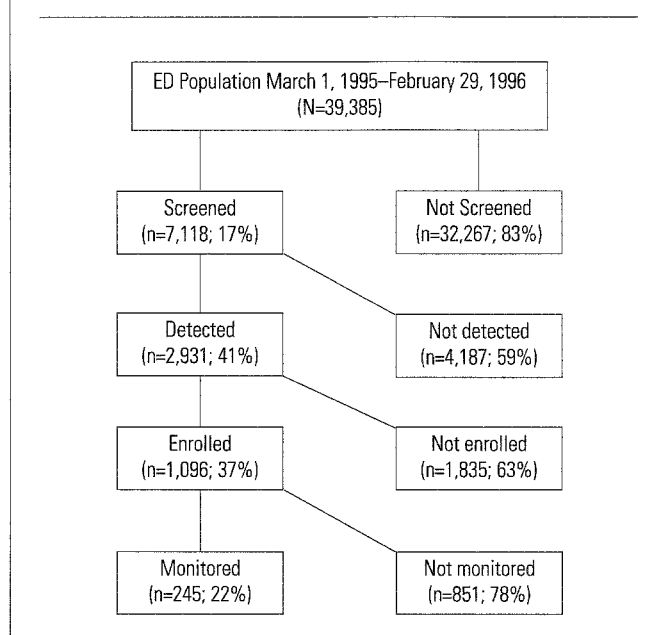 ED Population March 1, 1995–February 29, 1996
(N=39,385)
Screened
(n=7,118; 17%)
Not Screened
(n=32,267; 83%)
Detected
(n=2,931; 41%)
Not detected
(n=4,187; 59%)
Enrolled
(n=1,096; 37%)
Not enrolled
(n=1,835; 63%)
Monitored
(n=245; 22%)
Not monitored
(n=851; 78%)